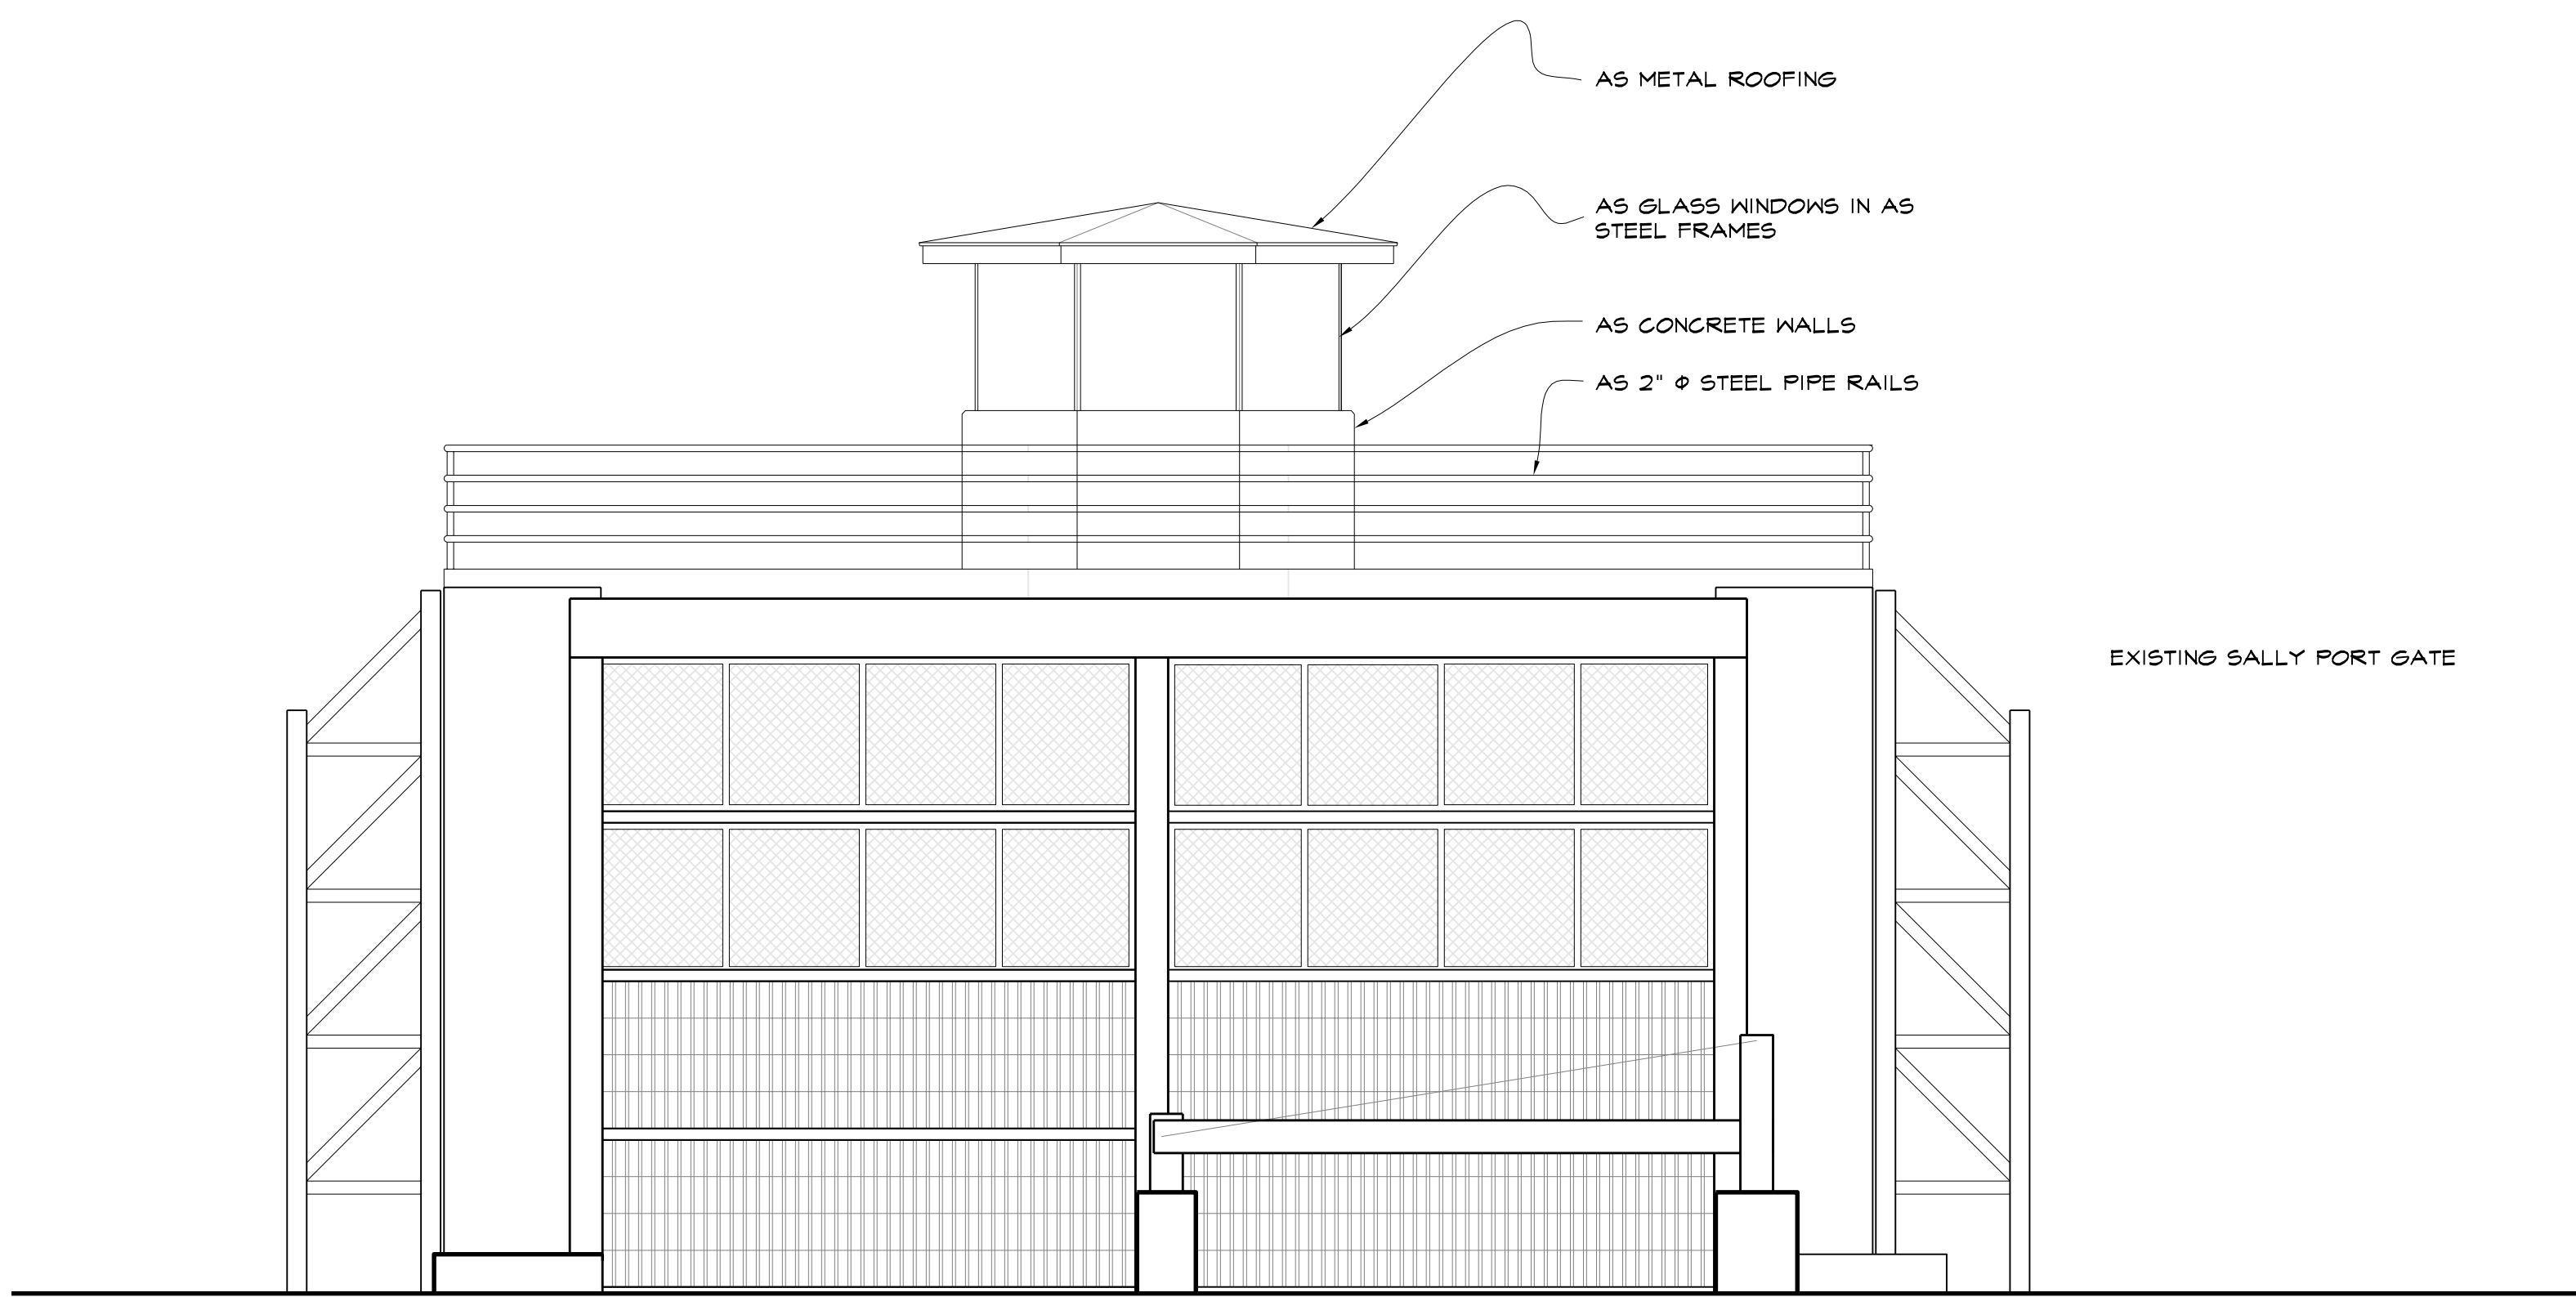 AS METAL ROOFING
AS GLASS WINDOWS IN AS
STEEL FRAMES
AS CONCRETE WALLS
AS 2" Φ STEEL PIPE RAILS
EXISTING SALLY PORT GATE